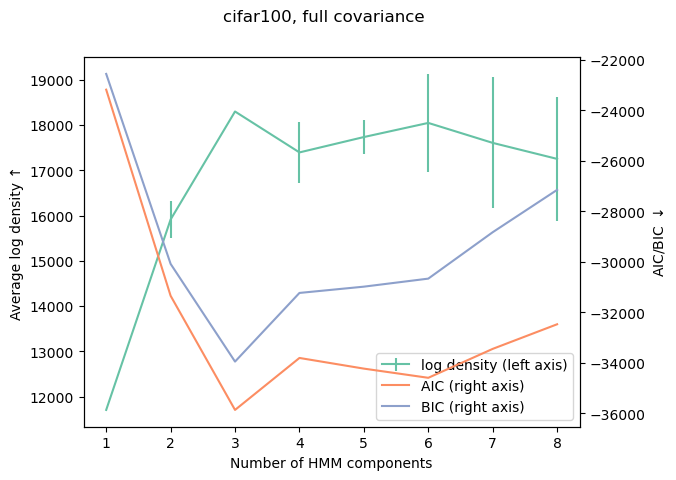 cifar100, full covariance
Average log density ↑
19000
18000
17000
16000
15000
14000
13000
12000
−22000
−24000
−26000
−28000
−30000
−32000
−34000
−36000
AIC/BIC ↓
log density (left axis)
AIC (right axis)
BIC (right axis)
1 2 3 4 5 6 7 8
Number of HMM components